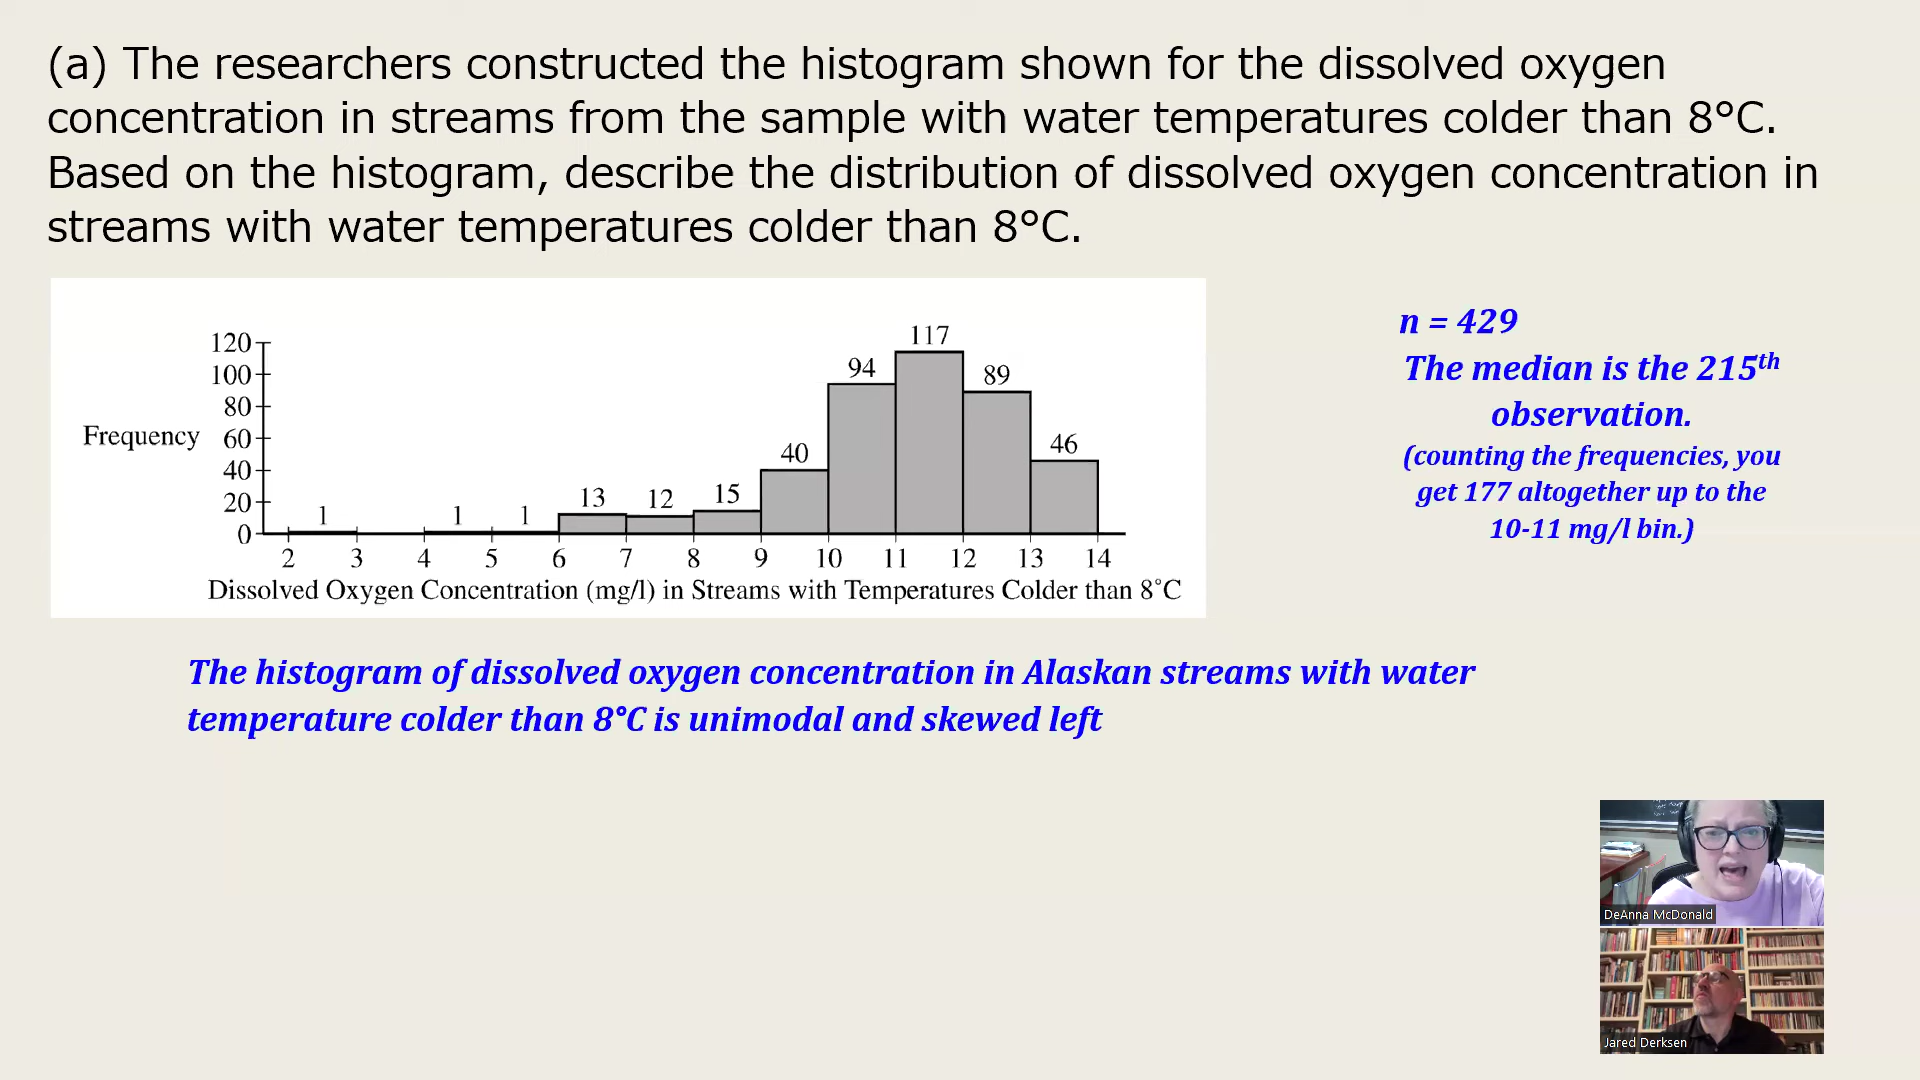 (a) The researchers constructed the histogram shown for the dissolved oxygen
concentration in streams from the sample with water temperatures colder than 8°C.
Based on the histogram, describe the distribution of dissolved oxygen concentration in
streams with water temperatures colder than 8°C.
Frequency
120
100
80
60
40
20
0
1
1
1
13
12
15
40
94
117
89
46
2 3 4 5 6 7 8 9 10 11 12 13 14
Dissolved Oxygen Concentration (mg/l) in Streams with Temperatures Colder than 8°C
n = 429
The median is the 215th
observation.
(counting the frequencies, you
get 177 altogether up to the
10-11 mg/l bin.)
The histogram of dissolved oxygen concentration in Alaskan streams with water
temperature colder than 8°C is unimodal and skewed left
DeAnna McDonald
Jared Derksen